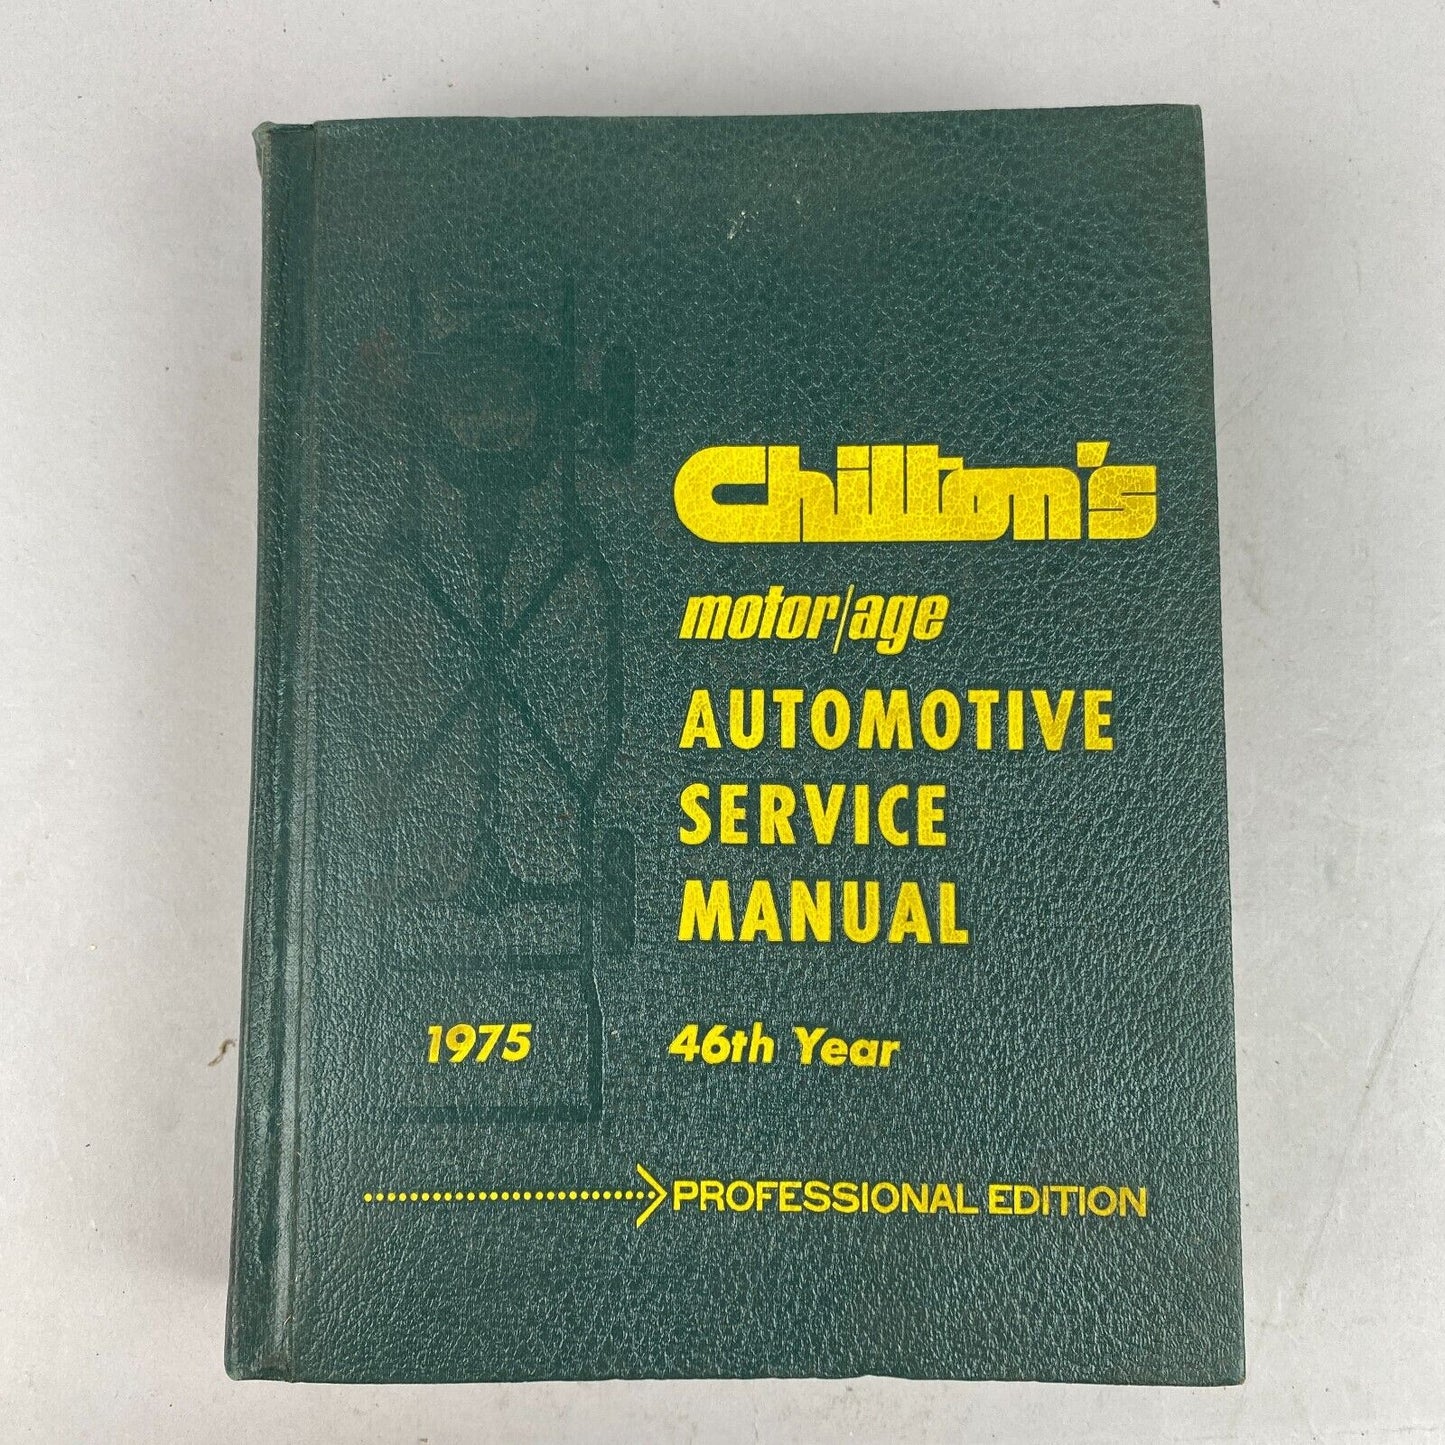 Chilton's
motor/age
AUTOMOTIVE
SERVICE
MANUAL
1975 46th Year
PROFESSIONAL EDITION